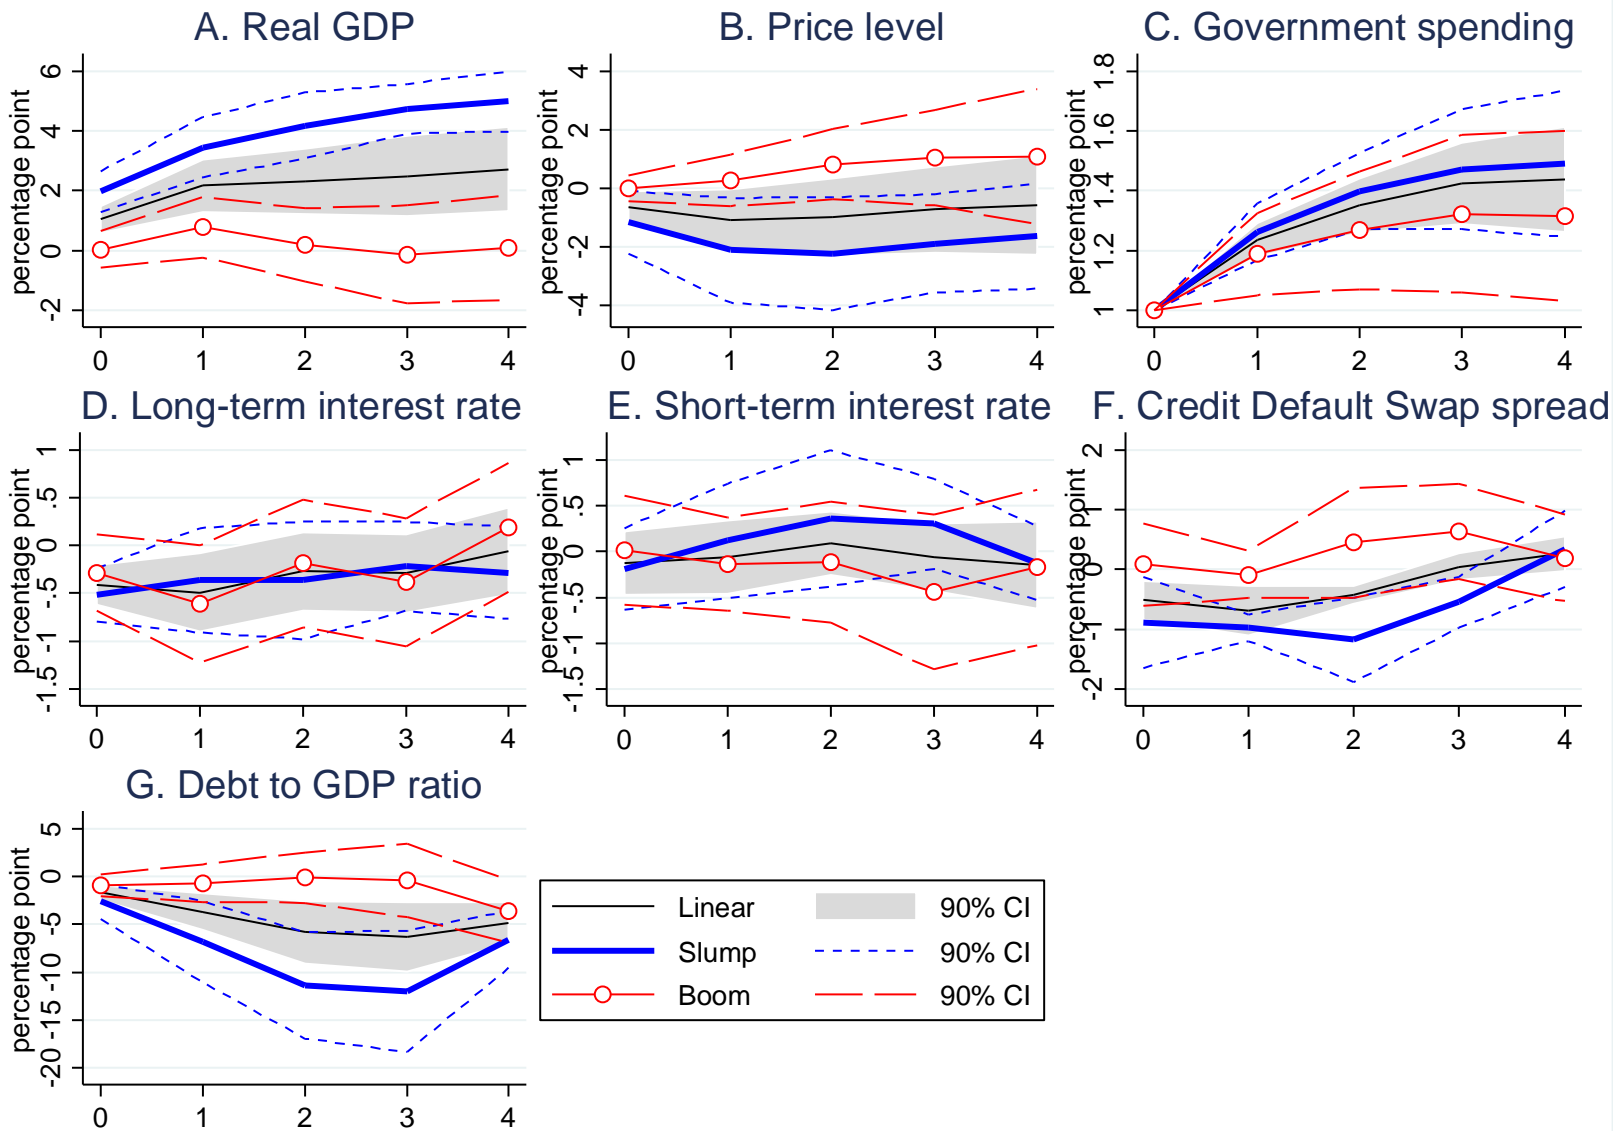 A. Real GDP
percentage point
6
4
2
0
-2
0 1 2 3 4
B. Price level
percentage point
4
2
0
-2
-4
0 1 2 3 4
C. Government spending
percentage point
1.8
1.6
1.4
1.2
1
0 1 2 3 4
D. Long-term interest rate
percentage point
1
.5
0
-.5
-1
-1.5
0 1 2 3 4
E. Short-term interest rate
percentage point
1
.5
0
-.5
-1
-1.5
0 1 2 3 4
F. Credit Default Swap spread
percentage point
2
1
0
-1
-2
0 1 2 3 4
G. Debt to GDP ratio
percentage point
5
0
-5
-10
-15
-20
0 1 2 3 4
Linear 90% CI
Slump 90% CI
Boom 90% CI